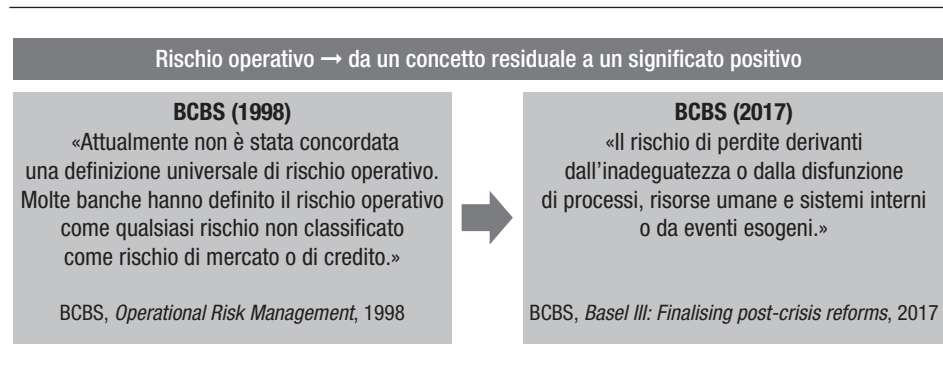 Rischio operativo → da un concetto residuale a un significato positivo
BCBS (1998)
«Attualmente non è stata concordata
una definizione universale di rischio operativo.
Molte banche hanno definito il rischio operativo
come qualsiasi rischio non classificato
come rischio di mercato o di credito.»
BCBS, Operational Risk Management, 1998
BCBS (2017)
«Il rischio di perdite derivanti
dall’inadeguatezza o dalla disfunzione
di processi, risorse umane e sistemi interni
o da eventi esogeni.»
BCBS, Basel III: Finalising post-crisis reforms, 2017